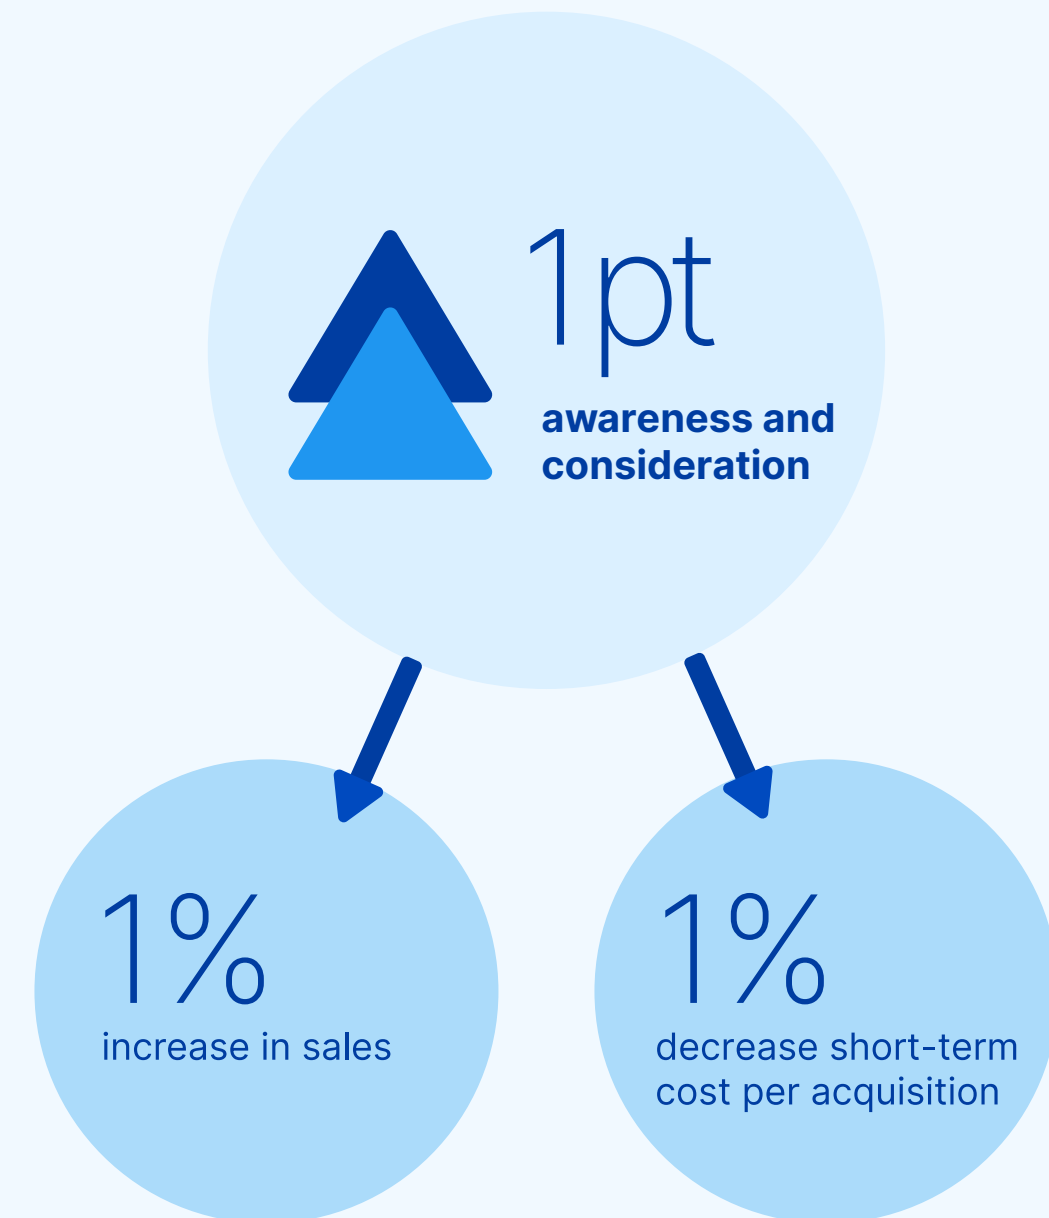 1pt
awareness and
consideration
1%
increase in sales
1%
decrease short-term
cost per acquisition